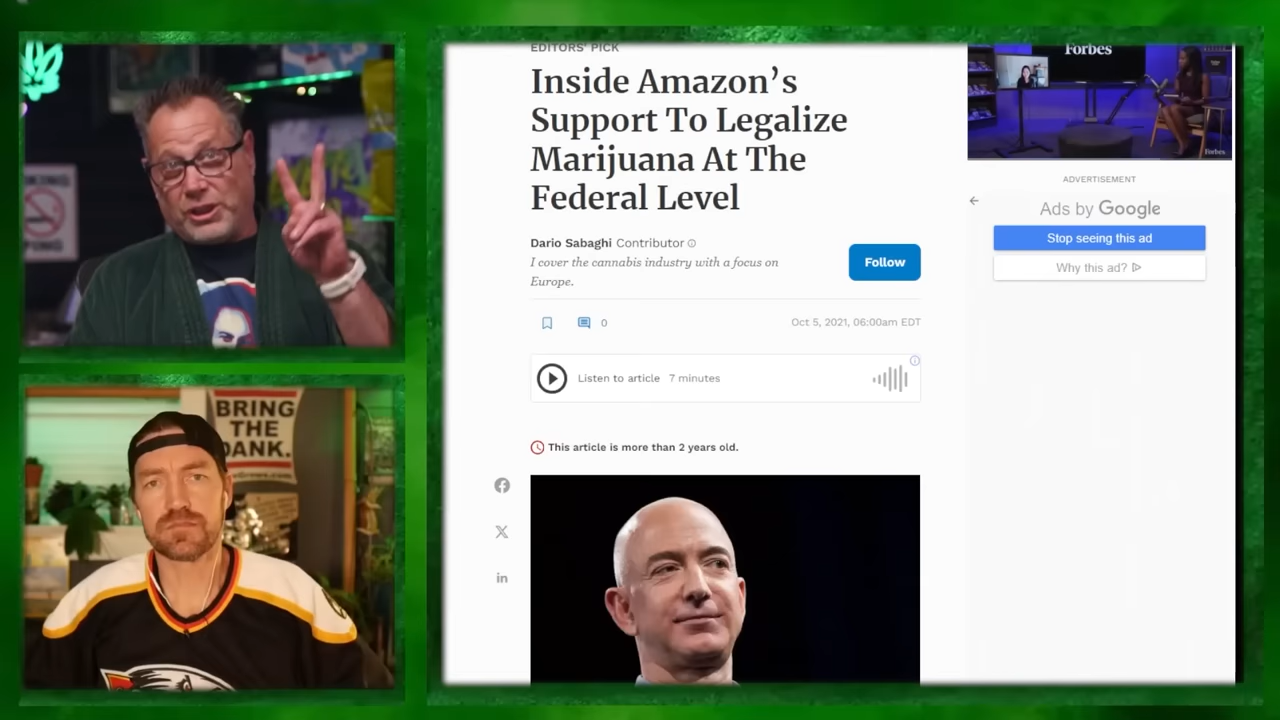 EDITORS' PICK
Inside Amazon's
Support To Legalize
Marijuana At The
Federal Level
Dario Sabaghi Contributor
I cover the cannabis industry with a focus on
Europe.
Follow
0
Oct 5, 2021, 06:00am EDT
Listen to article 7 minutes
This article is more than 2 years old.
Forbes
Forbes
ADVERTISEMENT
Ads by Google
Stop seeing this ad
Why this ad?
BRING
THE
DANK.